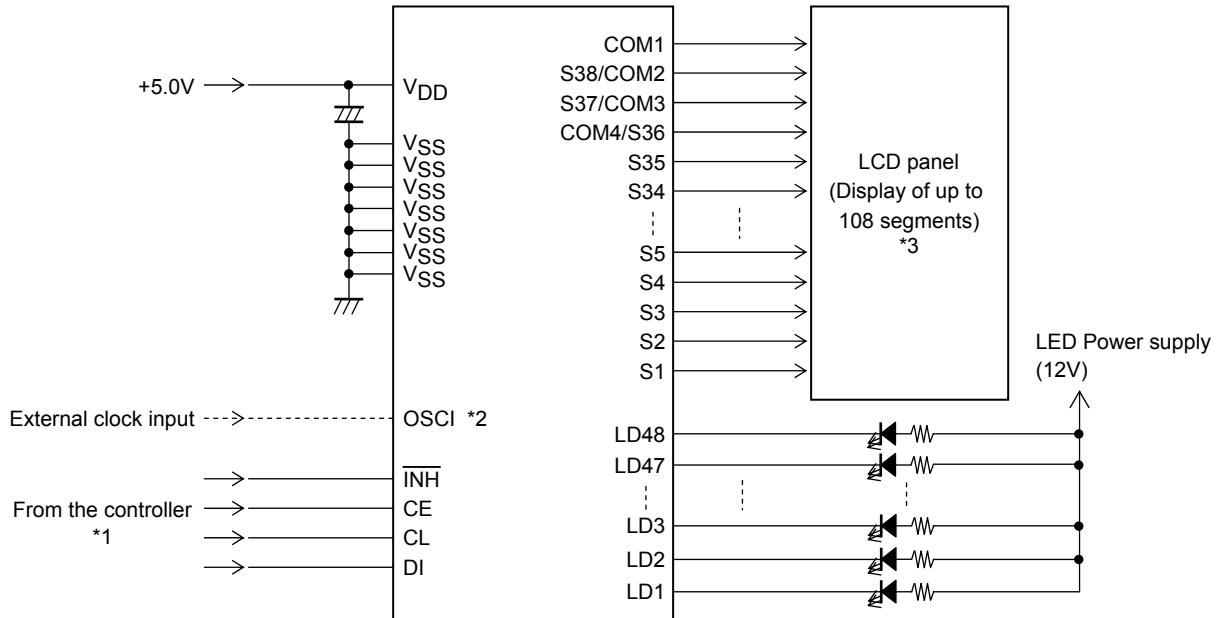 +5.0V
VDD
VSS
VSS
VSS
VSS
VSS
VSS
VSS
External clock input
OSCI *2
From the controller
*1
INH
CE
CL
DI
COM1
S38/COM2
S37/COM3
COM4/S36
S35
S34
S5
S4
S3
S2
S1
LD48
LD47
LD3
LD2
LD1
LCD panel
(Display of up to
108 segments)
*3
LED Power supply
(12V)